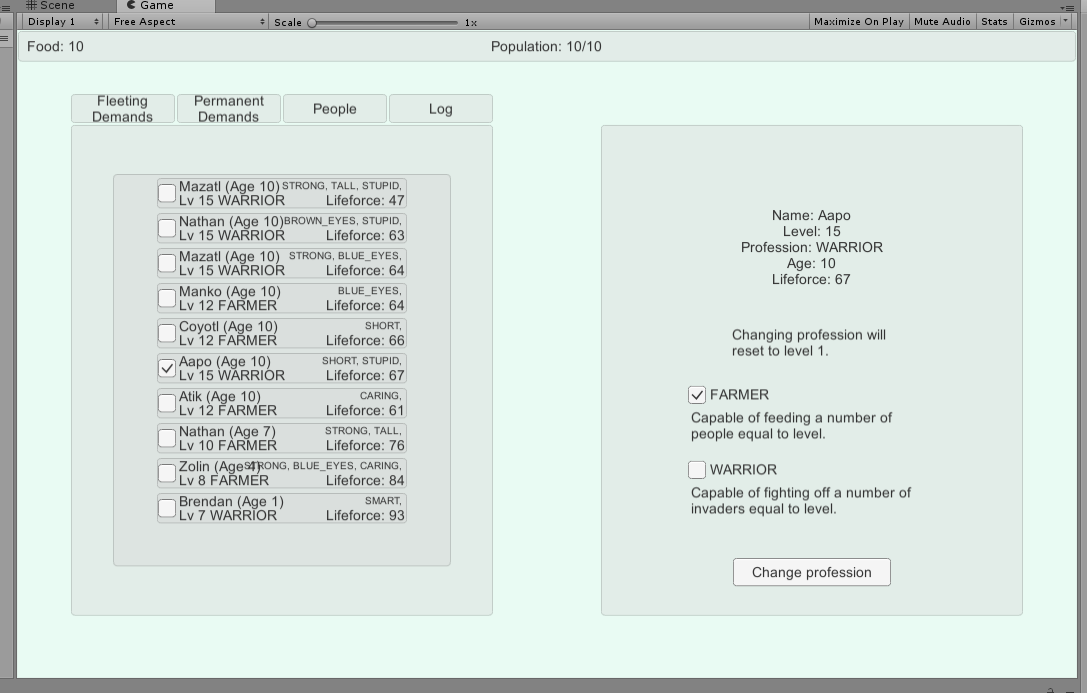 Scene
Game
Display 1
Free Aspect
Scale
1x
Maximize On Play
Mute Audio
Stats
Gizmos
Food: 10
Population: 10/10
Fleeting
Demands
Permanent
Demands
People
Log
Mazatl (Age 10) STRONG, TALL, STUPID,
Lv 15 WARRIOR Lifeforce: 47
Nathan (Age 10) BROWN_EYES, STUPID,
Lv 15 WARRIOR Lifeforce: 63
Mazatl (Age 10) STRONG, BLUE_EYES,
Lv 15 WARRIOR Lifeforce: 64
Manko (Age 10) BLUE_EYES,
Lv 12 FARMER Lifeforce: 64
Coyotl (Age 10) SHORT,
Lv 12 FARMER Lifeforce: 66
Aapo (Age 10) SHORT, STUPID,
Lv 15 WARRIOR Lifeforce: 67
Atik (Age 10) CARING,
Lv 12 FARMER Lifeforce: 61
Nathan (Age 7) STRONG, TALL,
Lv 10 FARMER Lifeforce: 76
Zolin (Age 4) STRONG, BLUE_EYES, CARING,
Lv 8 FARMER Lifeforce: 84
Brendan (Age 1) SMART,
Lv 7 WARRIOR Lifeforce: 93
Name: Aapo
Level: 15
Profession: WARRIOR
Age: 10
Lifeforce: 67
Changing profession will
reset to level 1.
FARMER
Capable of feeding a number of
people equal to level.
WARRIOR
Capable of fighting off a number of
invaders equal to level.
Change profession